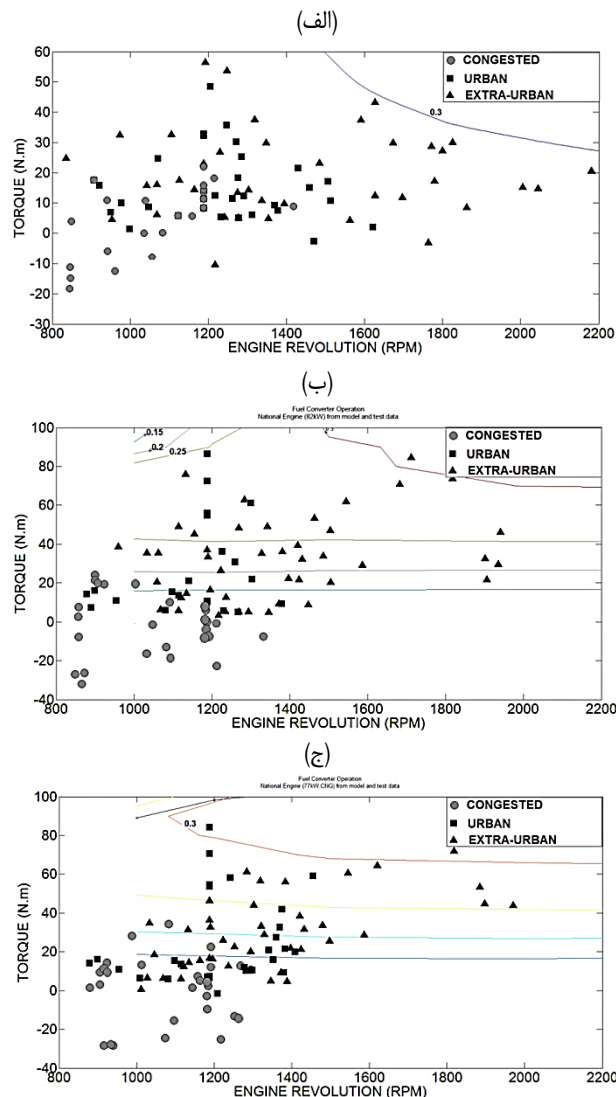 (الف)
60
50
40
30
20
10
0
-10
-20
-30
TORQUE (N.m)
CONGESTED
URBAN
EXTRA-URBAN
0.3
800 1000 1200 1400 1600 1800 2000 2200
ENGINE REVOLUTION (RPM)
(ب)
Fuel Converter Operation
National Engine (82kW) from model and test data
100
80
60
40
20
0
-20
-40
TORQUE (N.m)
0.15
0.2
0.25
CONGESTED
URBAN
EXTRA-URBAN
800 1000 1200 1400 1600 1800 2000 2200
ENGINE REVOLUTION (RPM)
(ج)
Fuel Converter Operation
National Engine (77kW,CNG) from model and test data
100
80
60
40
20
0
-20
-40
TORQUE (N.m)
0.3
CONGESTED
URBAN
EXTRA-URBAN
600 800 1000 1200 1400 1600 1800 2000 2200
ENGINE REVOLUTION (RPM)